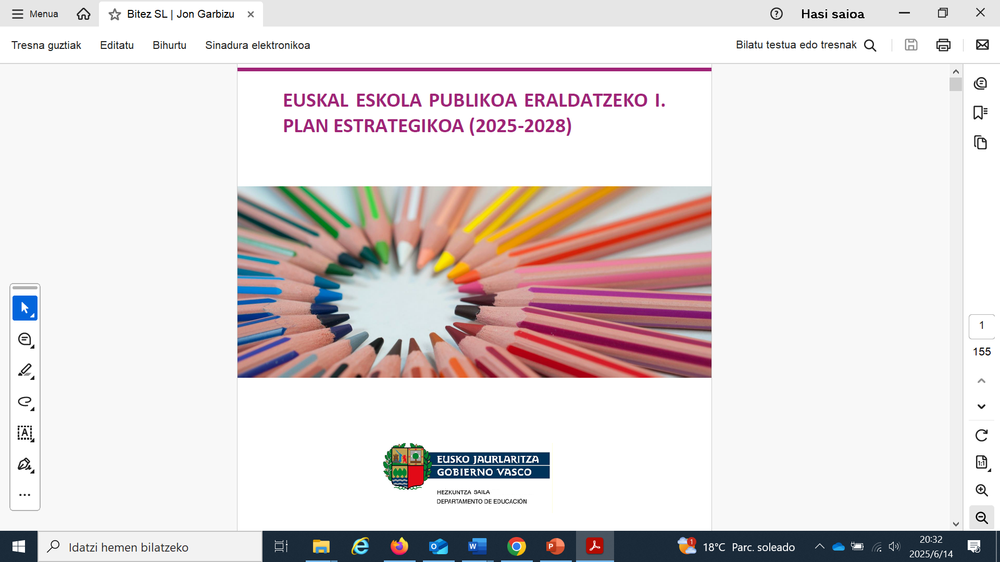 Menua
Bitez SL | Jon Garbizu
Hasi saioa
Tresna guztiak Editatu Bihurtu Sinadura elektronikoa
Bilatu testua edo tresnak
EUSKAL ESKOLA PUBLIKOA ERALDATZEKO I.
PLAN ESTRATEGIKOA (2025-2028)
EUSKO JAURLARITZA
GOBIERNO VASCO
HEZKUNTZA SAILA
DEPARTAMENTO DE EDUCACIÓN
1
155
Idatzi hemen bilatzeko
1
18°C Parc. soleado
20:32
2025/6/14